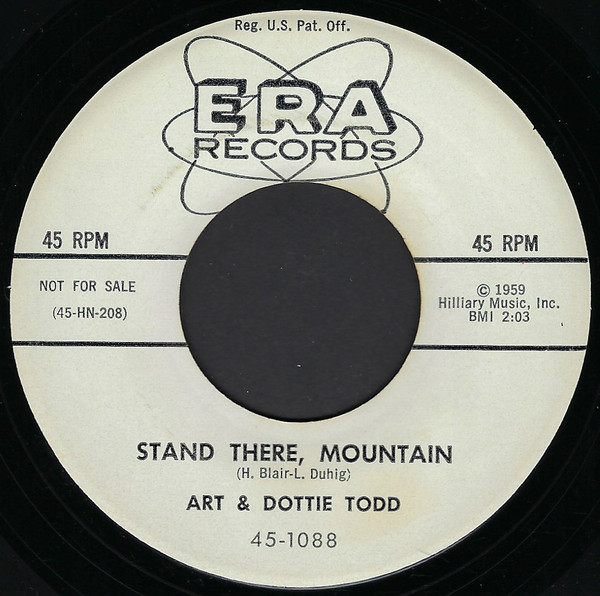 Reg. U.S. Pat. Off.
ERA
RECORDS
45 RPM
45 RPM
NOT FOR SALE
(45-HN-208)
© 1959
Hilliary Music, Inc.
BMI 2:03
STAND THERE, MOUNTAIN
(H. Blair-L. Duhig)
ART & DOTTIE TODD
45-1088